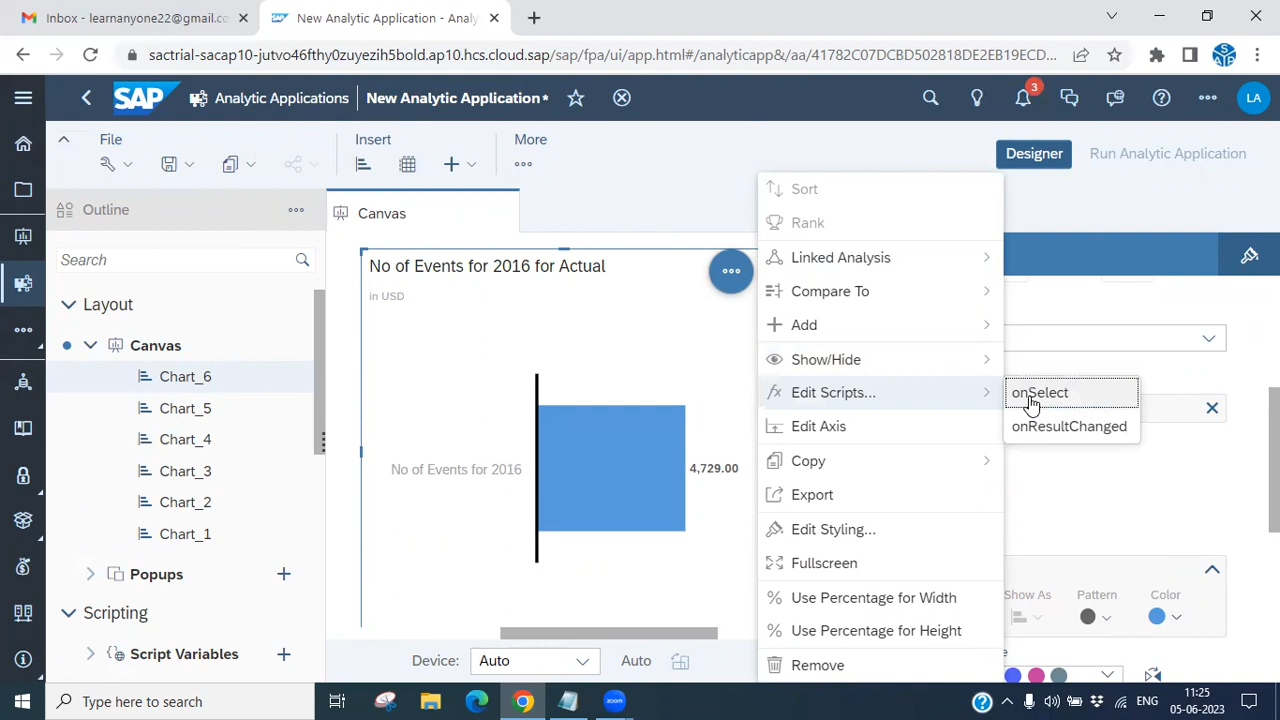 Inbox - learnanyone22@gmail.co
New Analytic Application - Analy
sactrial-sacap10-jutvo46fthy0zuyezih5bold.ap10.hcs.cloud.sap/sap/fpa/ui/app.html#/analyticapp&/aa/41782C07DCBD502818DE2EB19ECD...
SAP
Analytic Applications
New Analytic Application*
3
LA
File
Insert
More
Designer
Run Analytic Application
Outline
Canvas
Search
Layout
Canvas
Chart_6
Chart_5
Chart_4
Chart_3
Chart_2
Chart_1
Popups
Scripting
Script Variables
No of Events for 2016 for Actual
in USD
No of Events for 2016
4,729.00
Sort
Rank
Linked Analysis
Compare To
Add
Show/Hide
Edit Scripts...
Edit Axis
Copy
Export
Edit Styling...
Fullscreen
Use Percentage for Width
Use Percentage for Height
Remove
onSelect
onResultChanged
Show As
Pattern
Color
Device:
Auto
Auto
Type here to search
ENG
11:25
05-06-2023